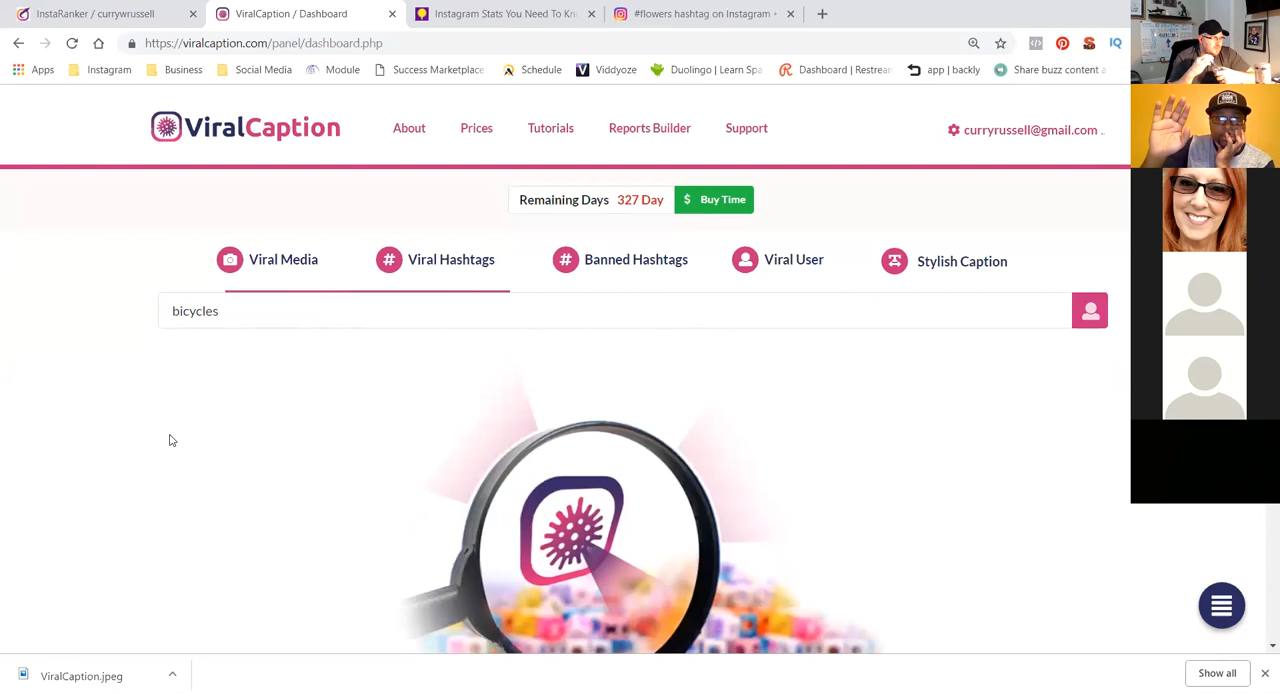 InstaRanker / curryrussell
ViralCaption / Dashboard
Instagram Stats You Need To Kn
#flowers hashtag on Instagram •
https://viralcaption.com/panel/dashboard.php
Apps Instagram Business Social Media Module Success Marketplace Schedule Viddyoze Duolingo | Learn Spa Dashboard | Restrea app | backly Share buzz content a
IQ
ViralCaption About Prices Tutorials Reports Builder Support curryrussell@gmail.com ..
Remaining Days 327 Day $ Buy Time
Viral Media # Viral Hashtags # Banned Hashtags Viral User Stylish Caption
bicycles
ViralCaption.jpeg
Show all